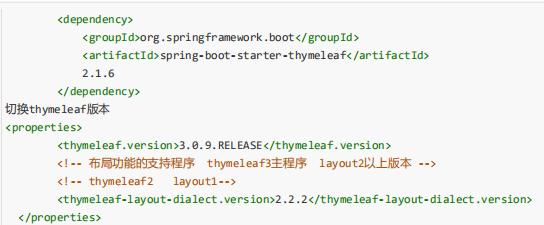 <dependency>
<groupId>org.springframework.boot</groupId>
<artifactId>spring-boot-starter-thymeleaf</artifactId>
2.1.6
</dependency>
切换thymeleaf版本
<properties>
<thymeleaf.version>3.0.9.RELEASE</thymeleaf.version>
<!-- 布局功能的支持程序  thymeleaf3主程序  layout2以上版本 -->
<!-- thymeleaf2   layout1-->
<thymeleaf-layout-dialect.version>2.2.2</thymeleaf-layout-dialect.version>
</properties>